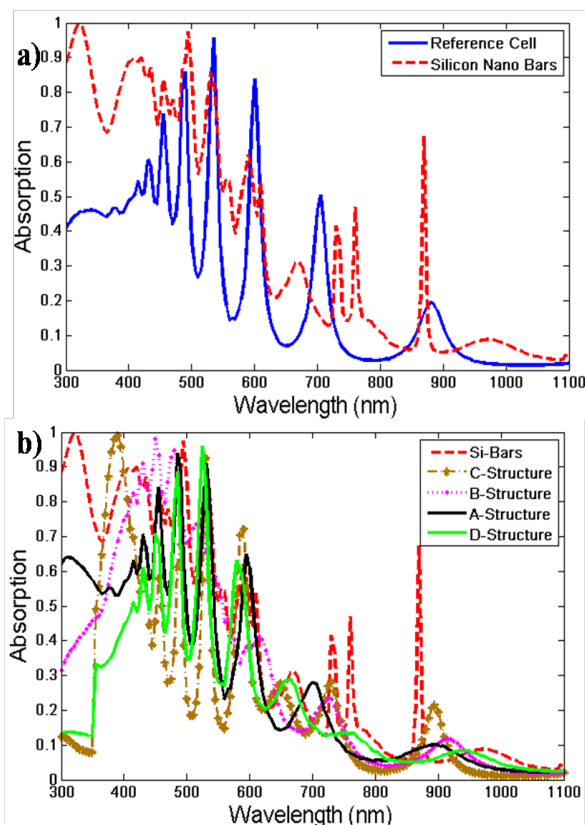 a)
Reference Cell
Silicon Nano Bars
Absorption
1
0.9
0.8
0.7
0.6
0.5
0.4
0.3
0.2
0.1
0
300 400 500 600 700 800 900 1000 1100
Wavelength (nm)
b)
Si-Bars
C-Structure
B-Structure
A-Structure
D-Structure
Absorption
1
0.9
0.8
0.7
0.6
0.5
0.4
0.3
0.2
0.1
0
300 400 500 600 700 800 900 1000 1100
Wavelength (nm)